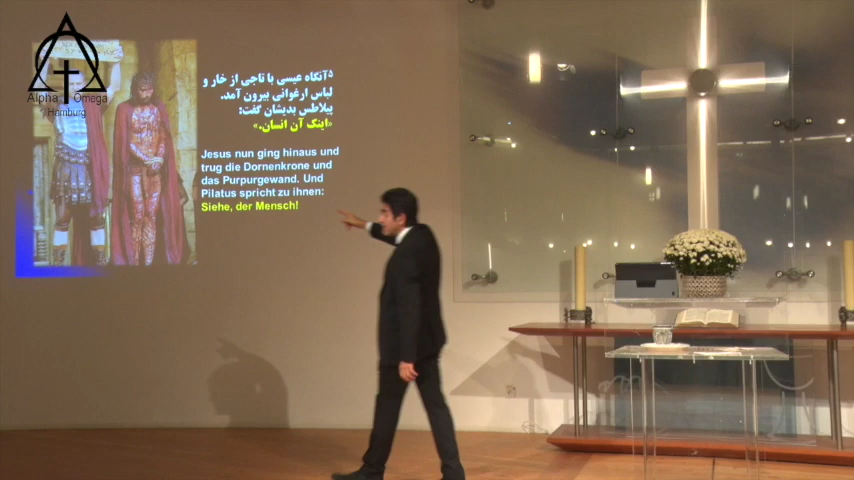 Alpha Omega
Hamburg
۵آنگاه عیسی با تاجی از خار و
لباس ارغوانی بیرون آمد.
پیلاطس بدیشان گفت:
«اینک آن انسان.»
Jesus nun ging hinaus und
trug die Dornenkrone und
das Purpurgewand. Und
Pilatus spricht zu ihnen:
Siehe, der Mensch!